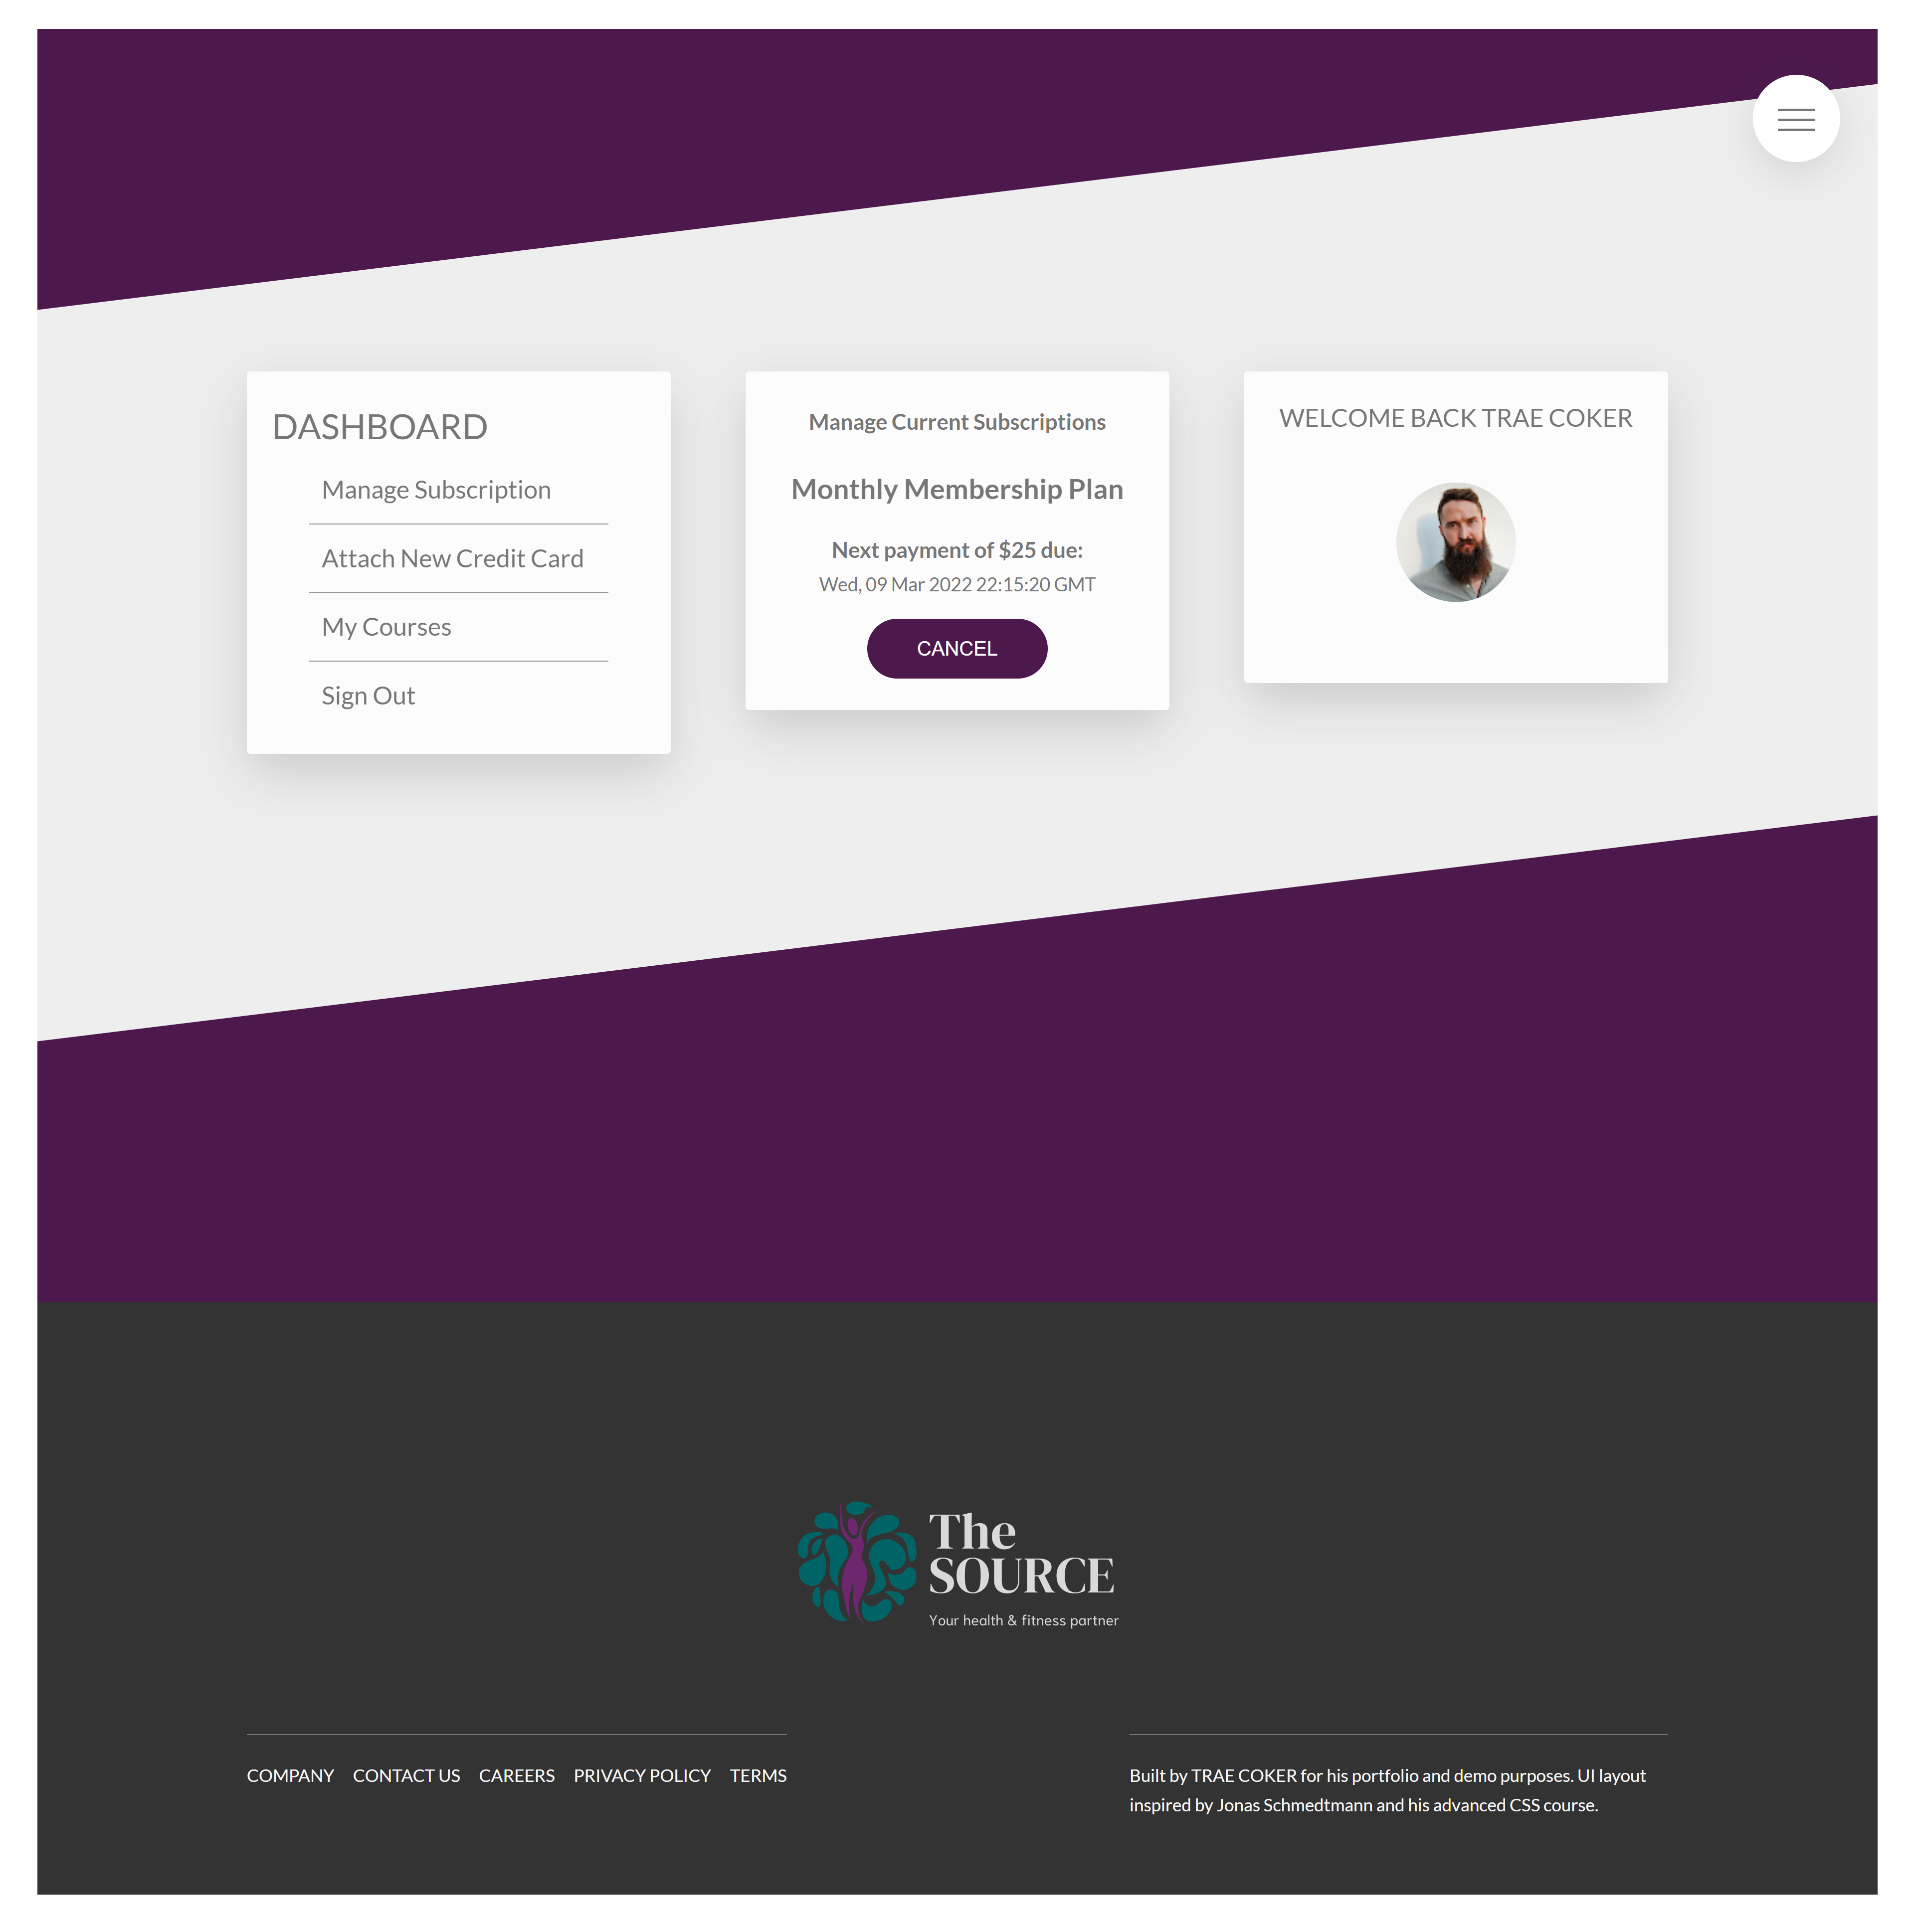 DASHBOARD
Manage Subscription
Attach New Credit Card
My Courses
Sign Out
Manage Current Subscriptions
Monthly Membership Plan
Next payment of $25 due:
Wed, 09 Mar 2022 22:15:20 GMT
CANCEL
WELCOME BACK TRAE COKER
The
SOURCE
Your health & fitness partner
COMPANY CONTACT US CAREERS PRIVACY POLICY TERMS
Built by TRAE COKER for his portfolio and demo purposes. UI layout
inspired by Jonas Schmedtmann and his advanced CSS course.